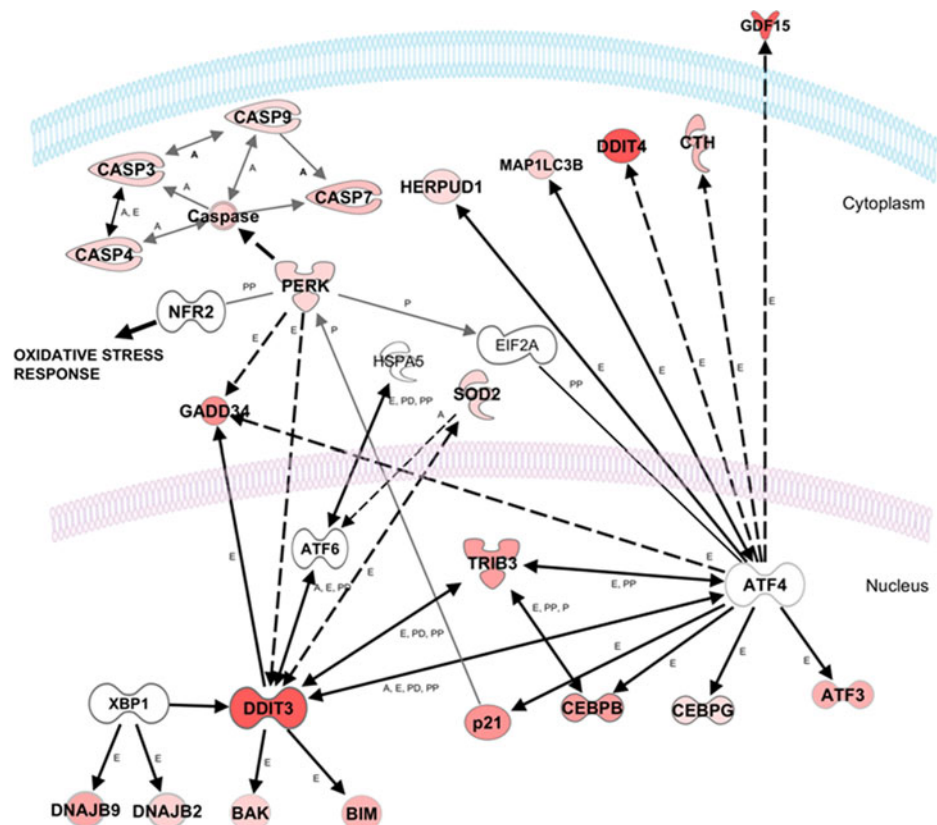 GDF15
CASP9
DDIT4
CTH
CASP3
A
A
A
MAP1LC3B
HERPUD1
CASP7
A
Caspase
A, E
A
Cytoplasm
CASP4
PERK
PP
P
NFR2
E
E
E
P
EIF2A
OXIDATIVE STRESS
RESPONSE
HSPA5
E
E
E
E
PP
SOD2
E, PD, PP
A
GADD34
ATF6
E
E
TRIB3
E
E, PP
ATF4
Nucleus
A, E, PD
E, PP, P
E, PD, PP
E
E
E
E
A, E, PD, PP
XBP1
DDIT3
p21
CEBPB
CEBPG
ATF3
E
E
E
E
DNAJB9
DNAJB2
BAK
BIM